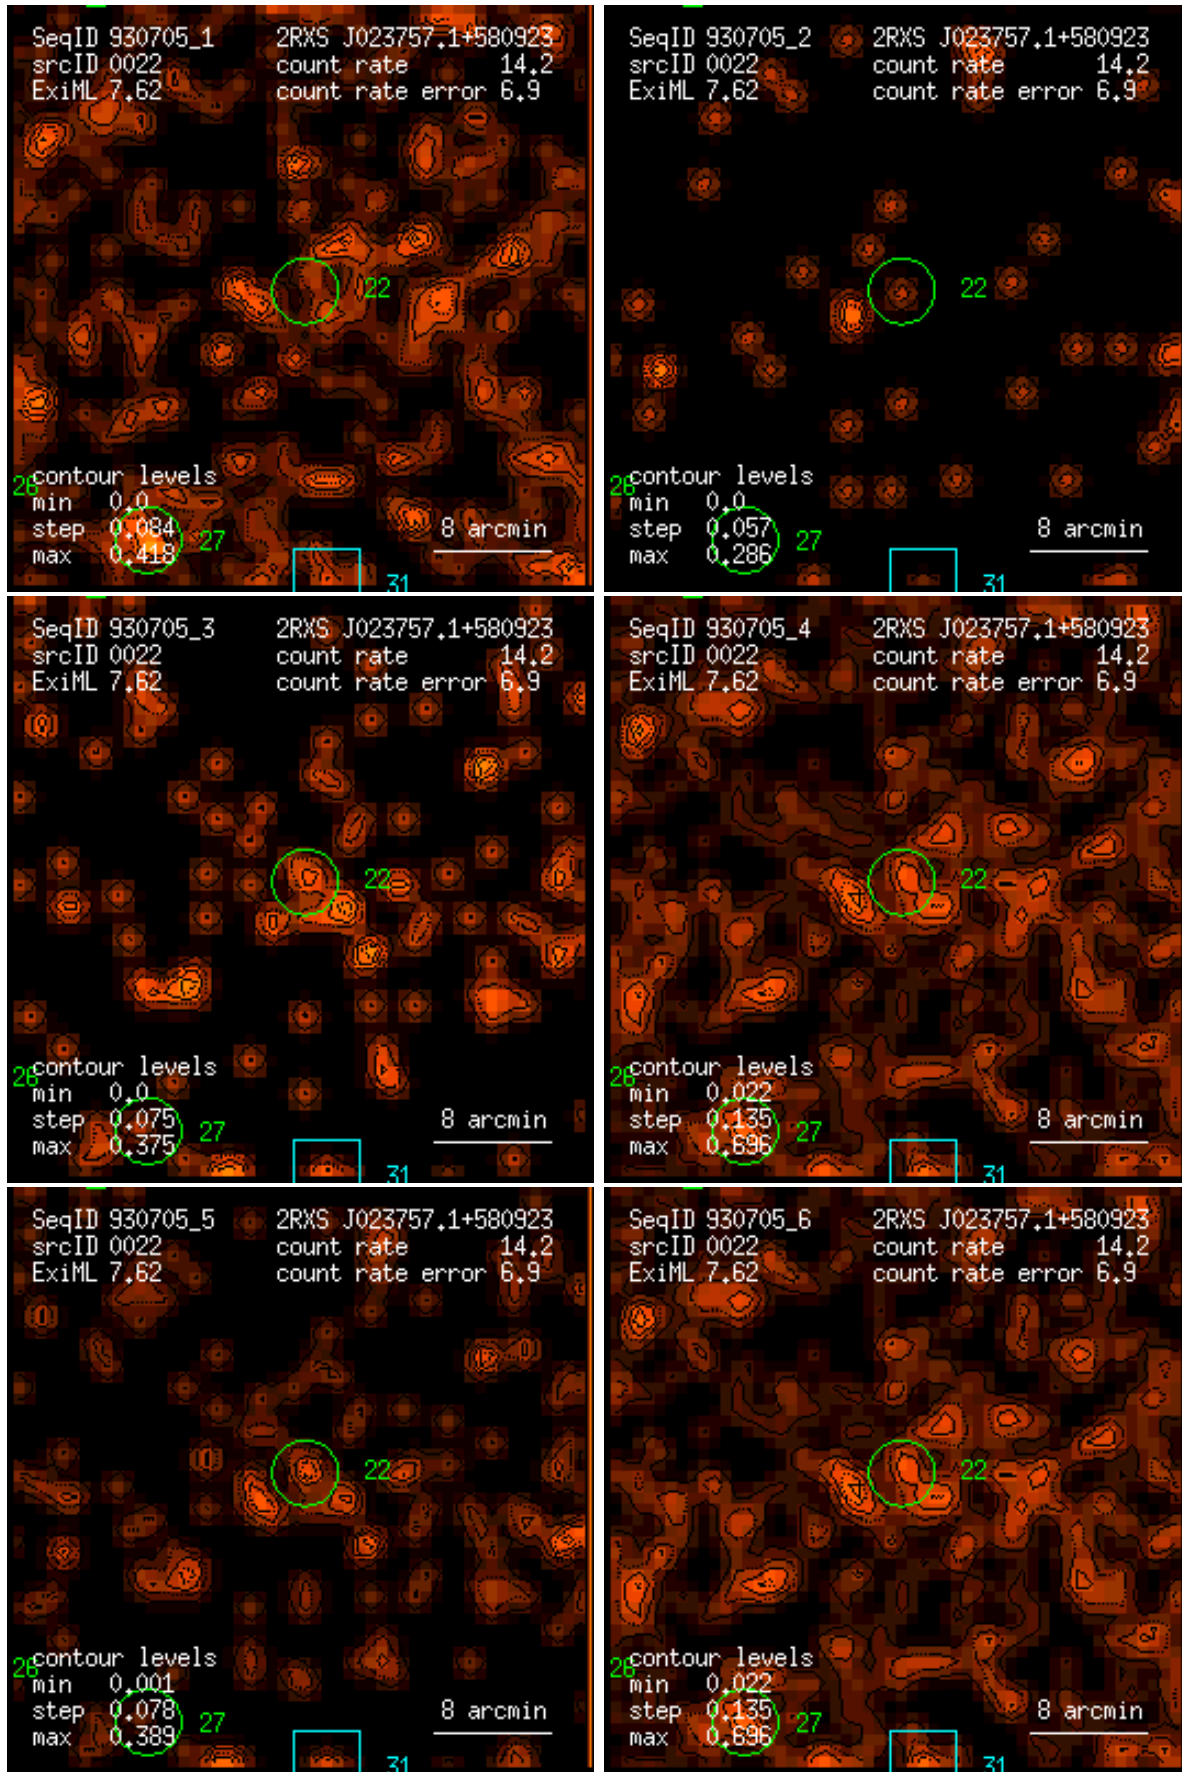 SeqID 930705_1 2RXS J023757.1+580923
srcID 0022 count rate 14.2
ExiML 7.62 count rate error 6.9
22
contour levels
26
min 0.0
step 0.084
27
8 arcmin
max 0.418
31
SeqID 930705_2 2RXS J023757.1+580923
srcID 0022 count rate 14.2
ExiML 7.62 count rate error 6.9
22
contour levels
26
min 0.0
step 0.057
27
8 arcmin
max 0.286
31
SeqID 930705_3 2RXS J023757.1+580923
srcID 0022 count rate 14.2
ExiML 7.62 count rate error 6.9
22
contour levels
26
min 0.0
step 0.075
27
8 arcmin
max 0.375
31
SeqID 930705_4 2RXS J023757.1+580923
srcID 0022 count rate 14.2
ExiML 7.62 count rate error 6.9
22
contour levels
26
min 0.022
step 0.135
27
8 arcmin
max 0.696
31
SeqID 930705_5 2RXS J023757.1+580923
srcID 0022 count rate 14.2
ExiML 7.62 count rate error 6.9
22
contour levels
26
min 0.001
step 0.078
27
8 arcmin
max 0.389
31
SeqID 930705_6 2RXS J023757.1+580923
srcID 0022 count rate 14.2
ExiML 7.62 count rate error 6.9
22
contour levels
26
min 0.022
step 0.135
27
8 arcmin
max 0.696
31